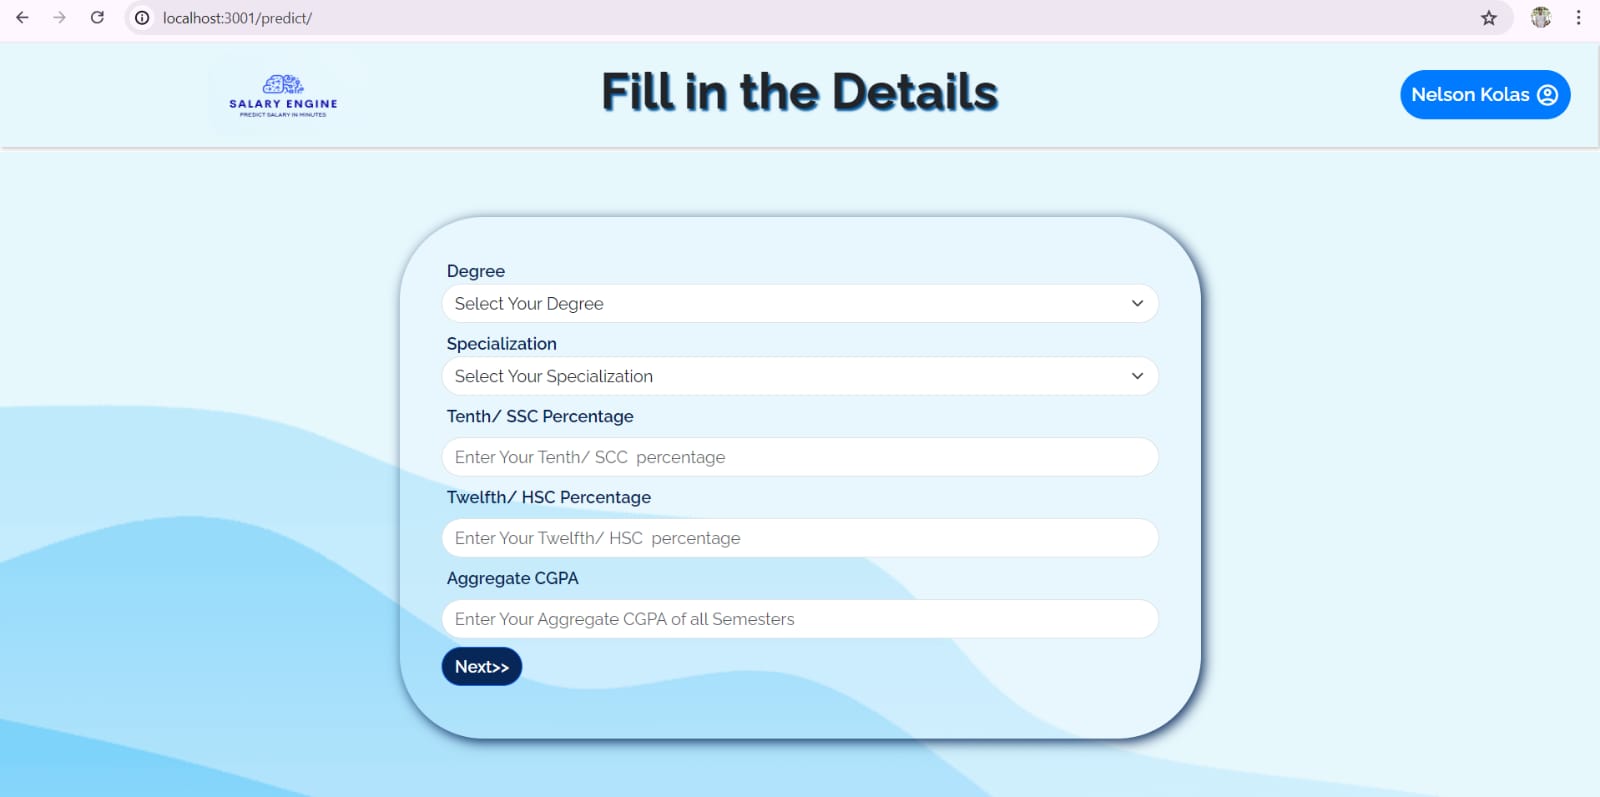 localhost:3001/predict/
SALARY ENGINE
PREDICT SALARY IN MINUTES
Fill in the Details
Nelson Kolas
Degree
Select Your Degree
Specialization
Select Your Specialization
Tenth/ SSC Percentage
Enter Your Tenth/ SCC  percentage
Twelfth/ HSC Percentage
Enter Your Twelfth/ HSC  percentage
Aggregate CGPA
Enter Your Aggregate CGPA of all Semesters
Next>>